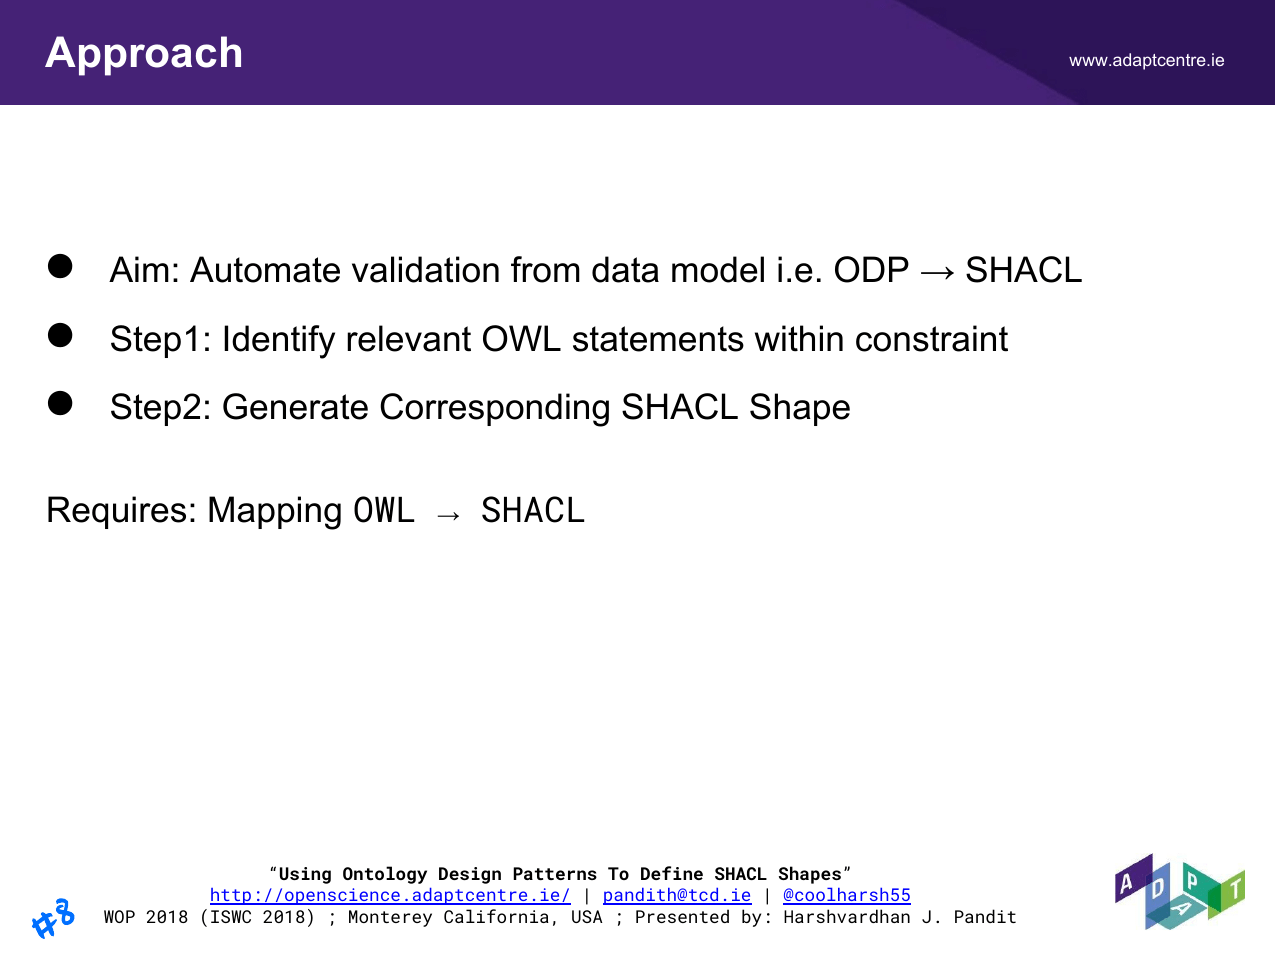 Approach
www.adaptcentre.ie
● Aim: Automate validation from data model i.e. ODP → SHACL
● Step1: Identify relevant OWL statements within constraint
● Step2: Generate Corresponding SHACL Shape
Requires: Mapping OWL → SHACL
“Using Ontology Design Patterns To Define SHACL Shapes”
http://openscience.adaptcentre.ie/ | pandith@tcd.ie | @coolharsh55
WOP 2018 (ISWC 2018) ; Monterey California, USA ; Presented by: Harshvardhan J. Pandit
#8
ADAPT